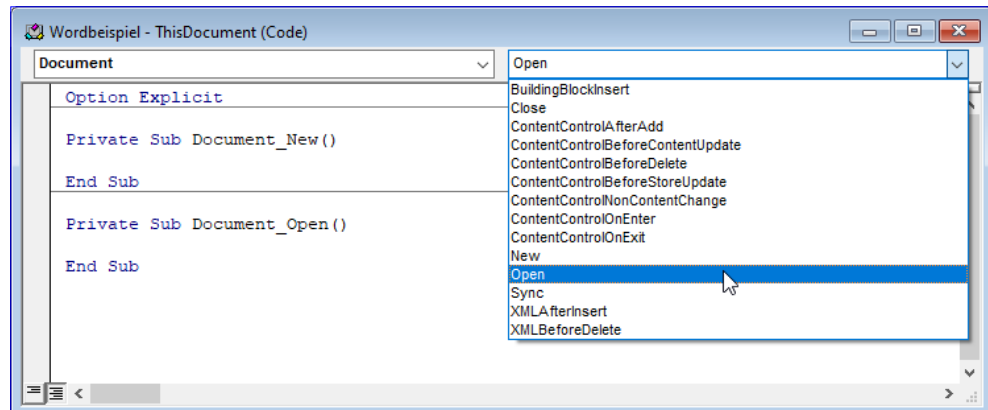 Wordbeispiel - ThisDocument (Code)
Document
Open
Option Explicit
Private Sub Document_New()
End Sub
Private Sub Document_Open()
End Sub
BuildingBlockInsert
Close
ContentControlAfterAdd
ContentControlBeforeContentUpdate
ContentControlBeforeDelete
ContentControlBeforeStoreUpdate
ContentControlNonContentChange
ContentControlOnEnter
ContentControlOnExit
New
Open
Sync
XMLAfterInsert
XMLBeforeDelete